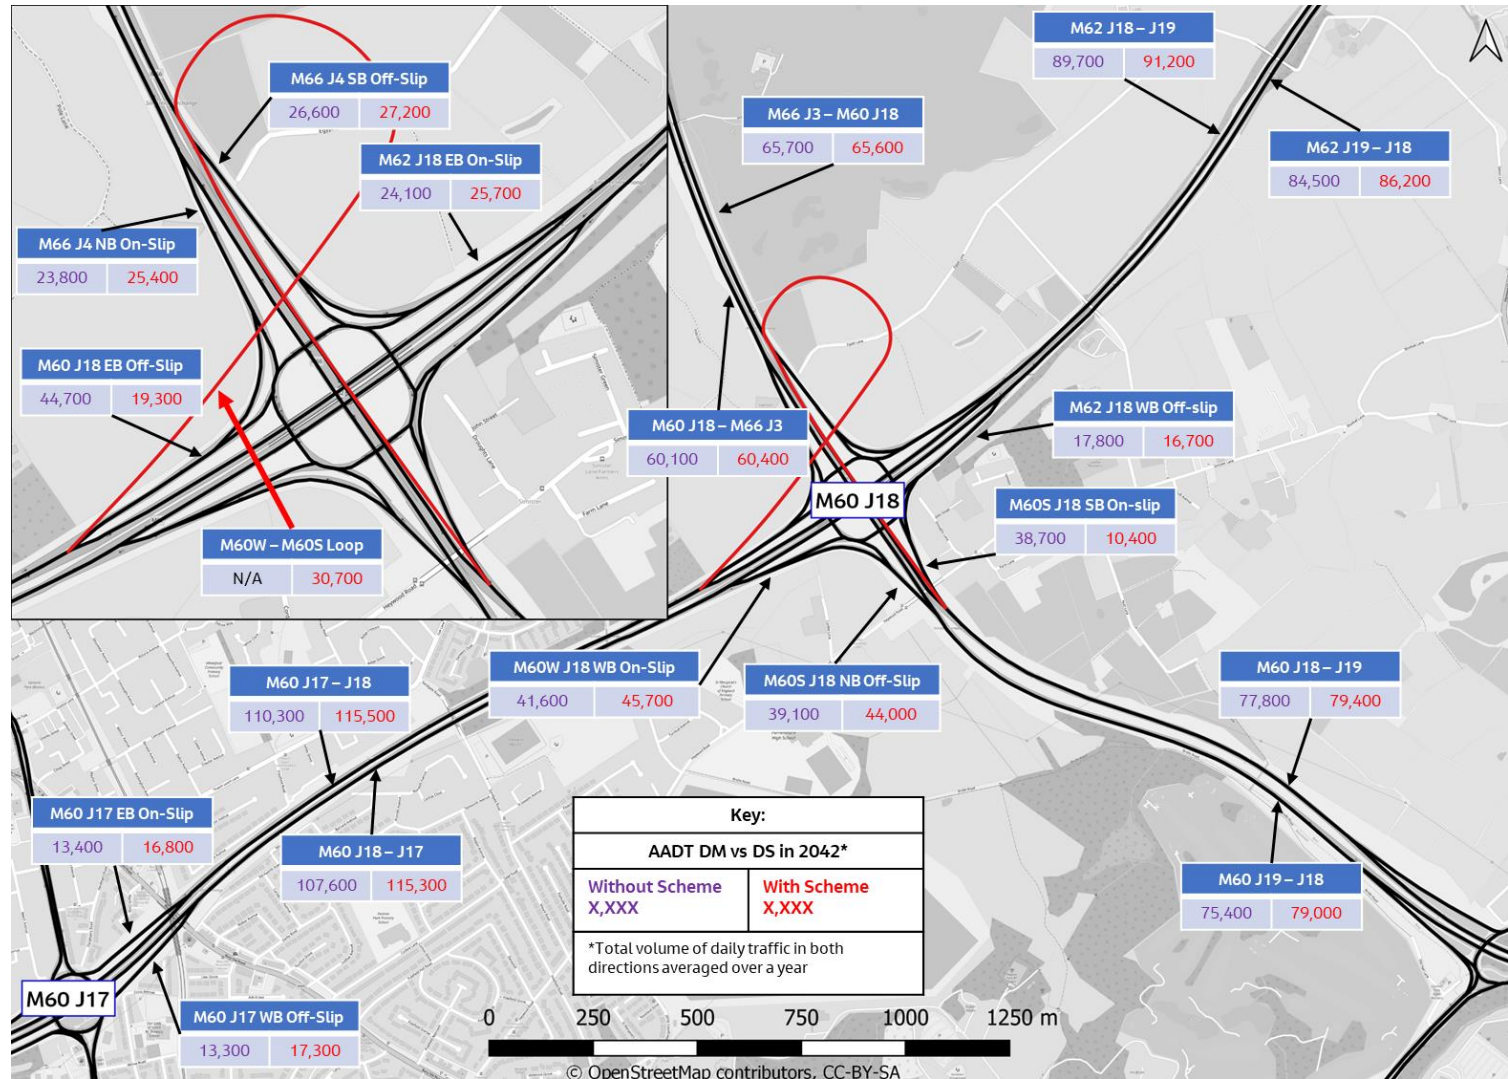 M66 J4 SB Off-Slip
26,600 27,200
M62 J18 EB On-Slip
24,100 25,700
M66 J4 NB On-Slip
23,800 25,400
M60 J18 EB Off-Slip
44,700 19,300
M60W – M60S Loop
N/A 30,700
M62 J18 – J19
89,700 91,200
M66 J3 – M60 J18
65,700 65,600
M62 J19 – J18
84,500 86,200
M60 J18 – M66 J3
60,100 60,400
M62 J18 WB Off-slip
17,800 16,700
M60 J18
M60S J18 SB On-slip
38,700 10,400
M60W J18 WB On-Slip
41,600 45,700
M60S J18 NB Off-Slip
39,100 44,000
M60 J18 – J19
77,800 79,400
M60 J17 – J18
110,300 115,500
M60 J17 EB On-Slip
13,400 16,800
M60 J18 – J17
107,600 115,300
M60 J19 – J18
75,400 79,000
M60 J17
M60 J17 WB Off-Slip
13,300 17,300
Key:
AADT DM vs DS in 2042*
Without Scheme
X,XXX
With Scheme
X,XXX
*Total volume of daily traffic in both
directions averaged over a year
0 250 500 750 1000 1250 m
© OpenStreetMap contributors, CC-BY-SA
Heywood Road
Farm Lane
Droughts Lane